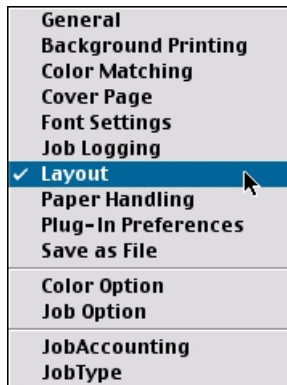 General
Background Printing
Color Matching
Cover Page
Font Settings
Job Logging
✓ Layout
Paper Handling
Plug-In Preferences
Save as File
Color Option
Job Option
JobAccounting
JobType